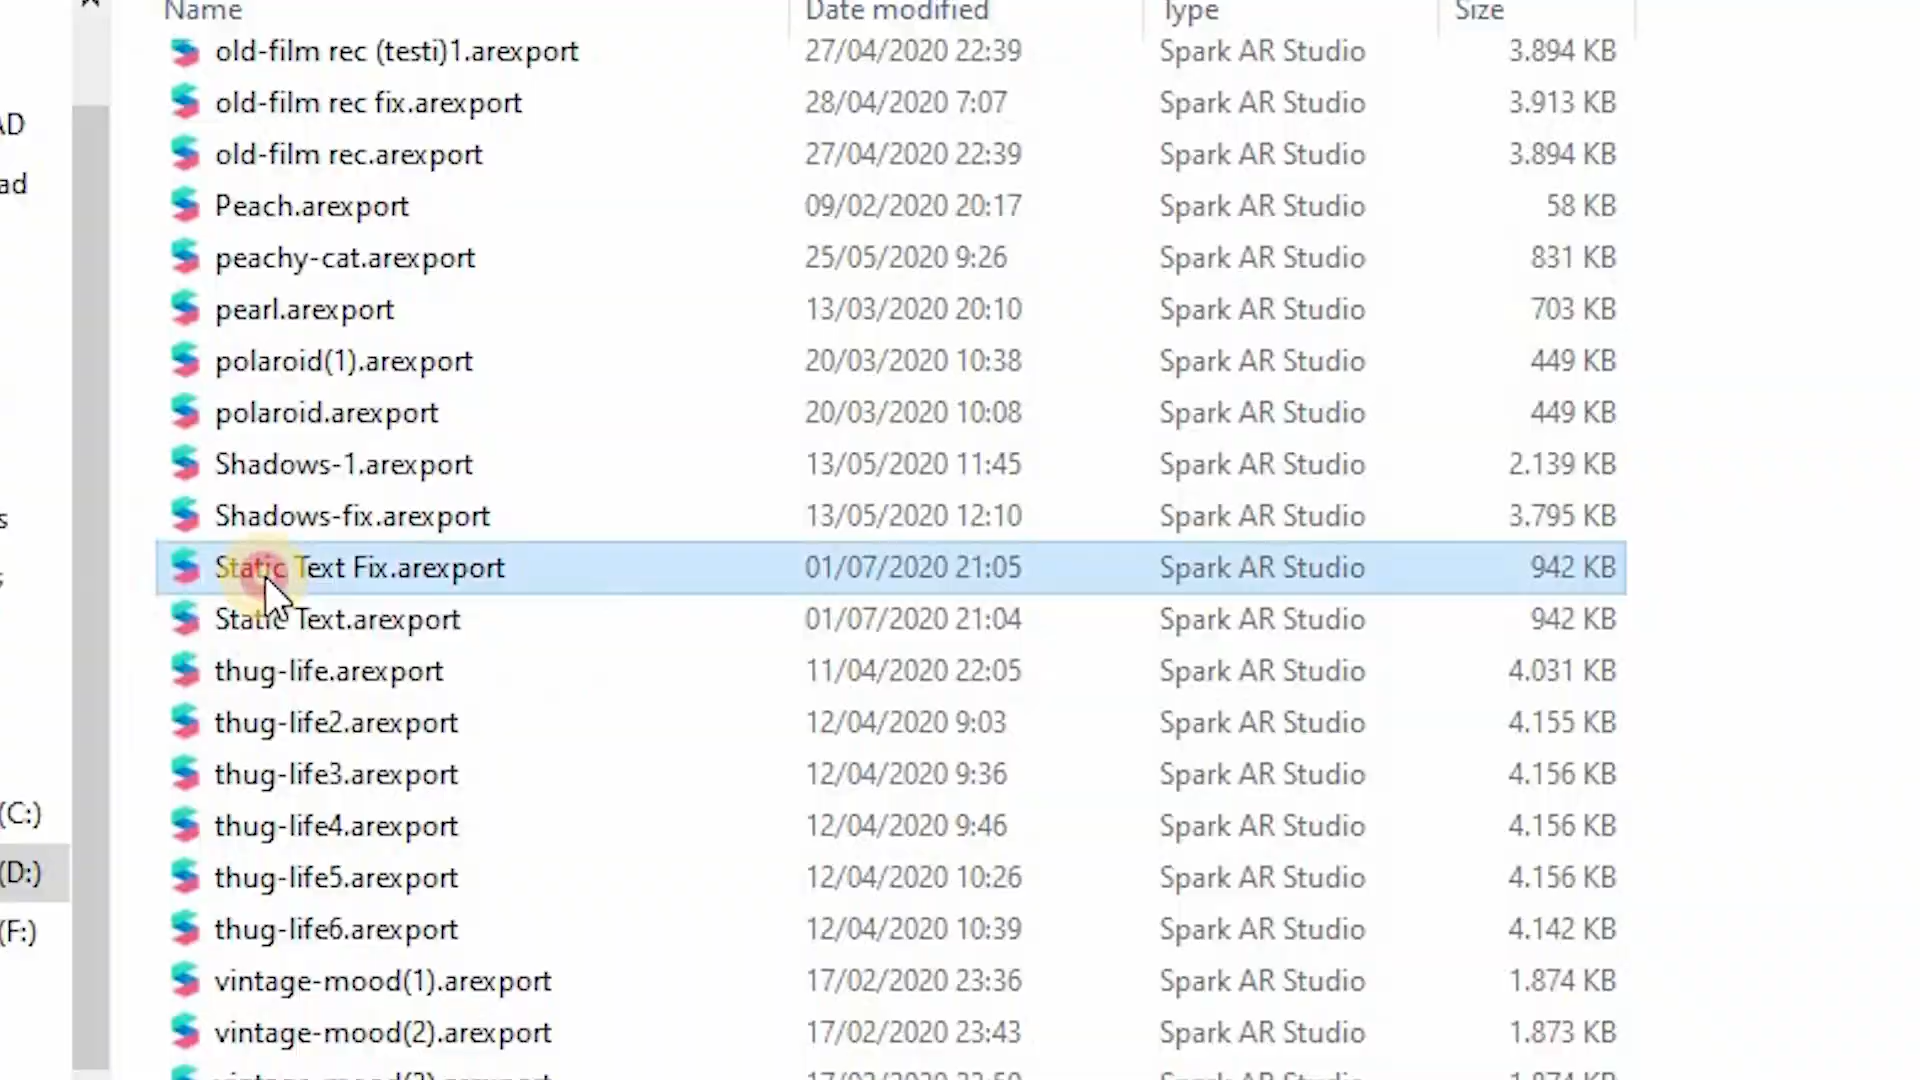 Name Date modified Type Size
old-film rec (testi)1.arexport 27/04/2020 22:39 Spark AR Studio 3.894 KB
old-film rec fix.arexport 28/04/2020 7:07 Spark AR Studio 3.913 KB
AD
old-film rec.arexport 27/04/2020 22:39 Spark AR Studio 3.894 KB
ad
Peach.arexport 09/02/2020 20:17 Spark AR Studio 58 KB
peachy-cat.arexport 25/05/2020 9:26 Spark AR Studio 831 KB
pearl.arexport 13/03/2020 20:10 Spark AR Studio 703 KB
polaroid(1).arexport 20/03/2020 10:38 Spark AR Studio 449 KB
polaroid.arexport 20/03/2020 10:08 Spark AR Studio 449 KB
Shadows-1.arexport 13/05/2020 11:45 Spark AR Studio 2.139 KB
s Shadows-fix.arexport 13/05/2020 12:10 Spark AR Studio 3.795 KB
Static Text Fix.arexport 01/07/2020 21:05 Spark AR Studio 942 KB
Static Text.arexport 01/07/2020 21:04 Spark AR Studio 942 KB
thug-life.arexport 11/04/2020 22:05 Spark AR Studio 4.031 KB
thug-life2.arexport 12/04/2020 9:03 Spark AR Studio 4.155 KB
thug-life3.arexport 12/04/2020 9:36 Spark AR Studio 4.156 KB
(C:) thug-life4.arexport 12/04/2020 9:46 Spark AR Studio 4.156 KB
(D:) thug-life5.arexport 12/04/2020 10:26 Spark AR Studio 4.156 KB
(F:) thug-life6.arexport 12/04/2020 10:39 Spark AR Studio 4.142 KB
vintage-mood(1).arexport 17/02/2020 23:36 Spark AR Studio 1.874 KB
vintage-mood(2).arexport 17/02/2020 23:43 Spark AR Studio 1.873 KB